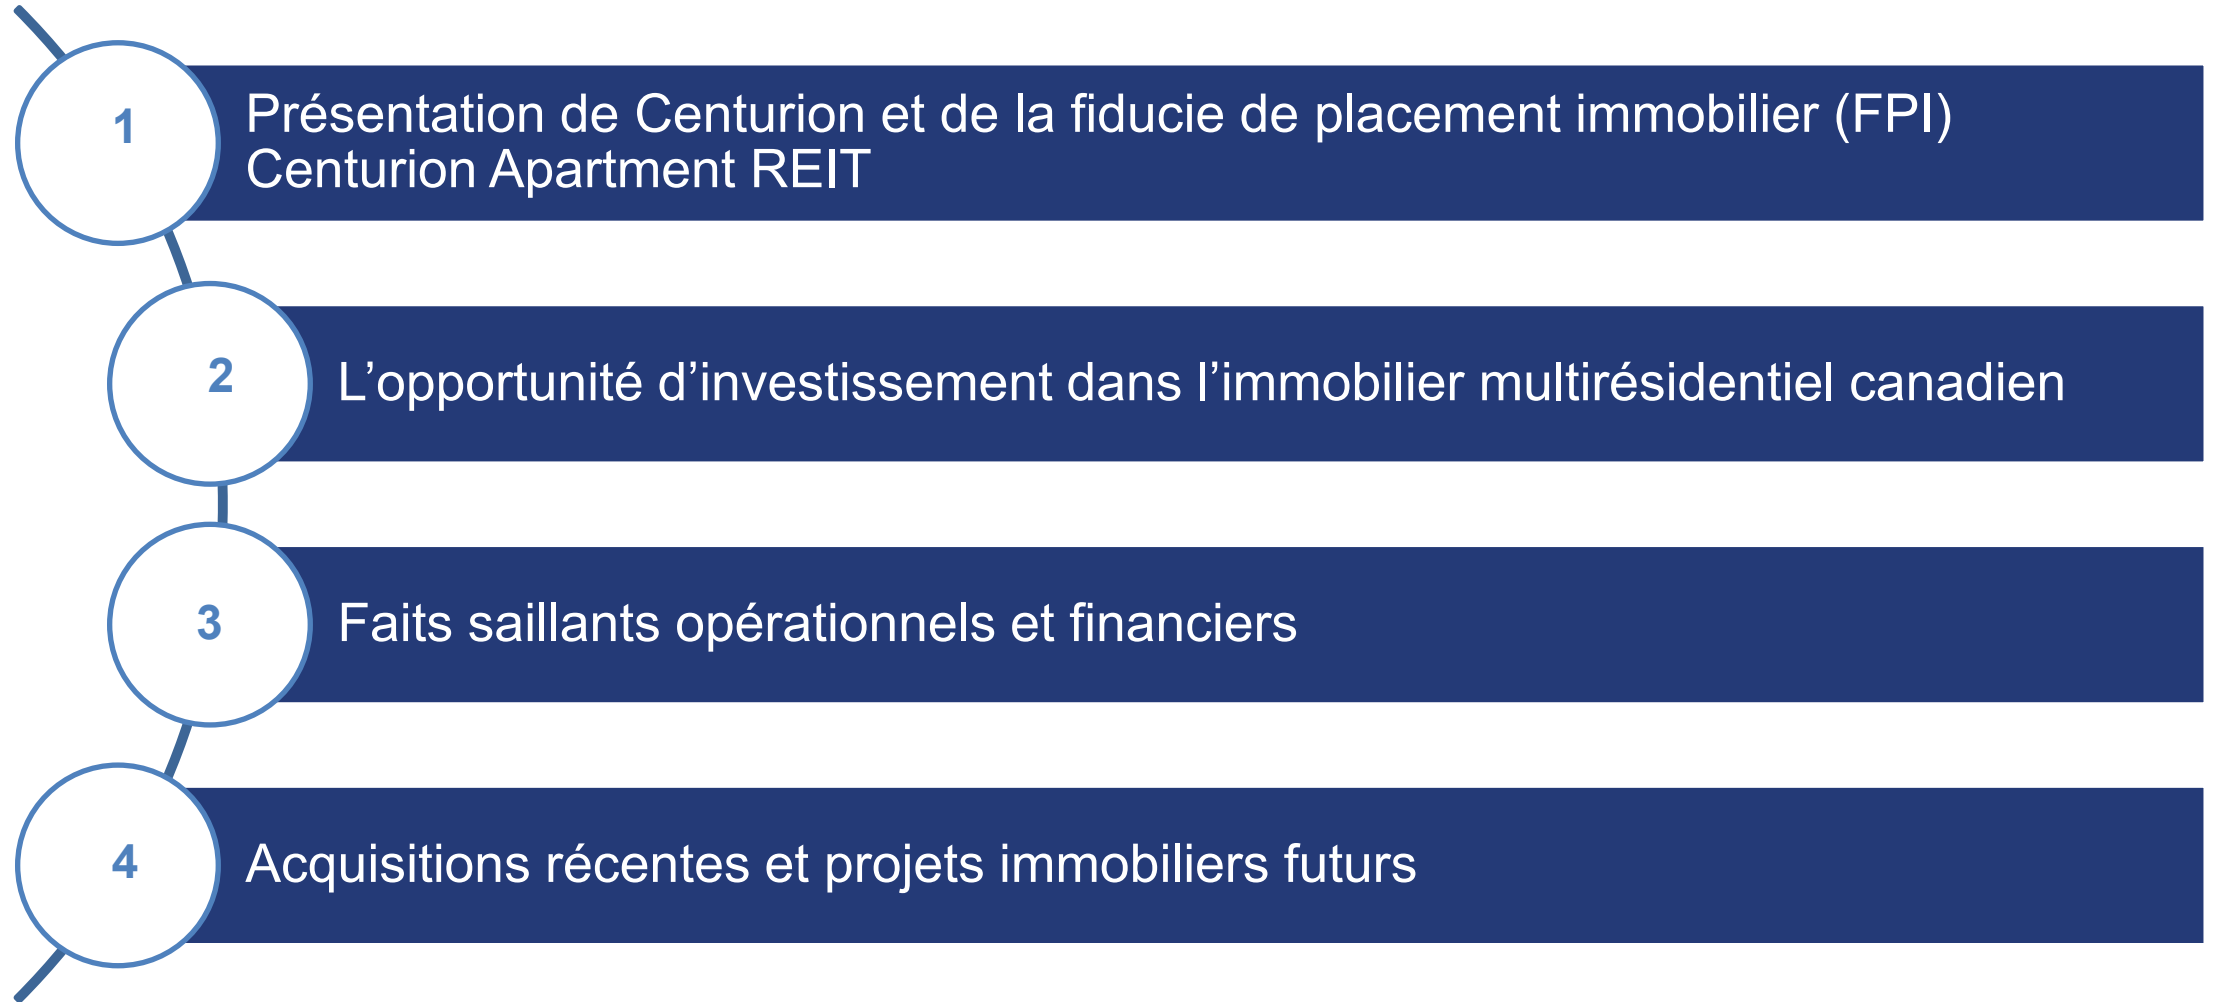 1
Présentation de Centurion et de la fiducie de placement immobilier (FPI)
Centurion Apartment REIT
2
L’opportunité d’investissement dans l’immobilier multirésidentiel canadien
3
Faits saillants opérationnels et financiers
4
Acquisitions récentes et projets immobiliers futurs